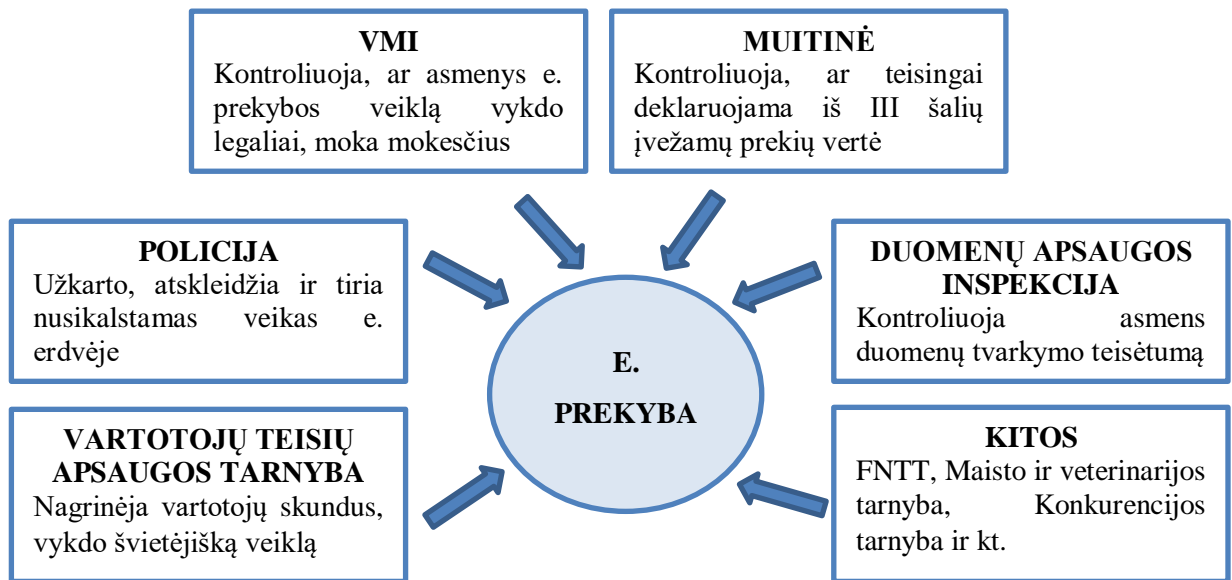 VMI
Kontroliuoja, ar asmenys e.
prekybos veiklą vykdo
legaliai, moka mokesčius
MUITINĖ
Kontroliuoja, ar teisingai
deklaruojama iš III šalių
įvežamų prekių vertė
POLICIJA
Užkarto, atskleidžia ir tiria
nusikalstamas veikas e.
erdvėje
DUOMENŲ APSAUGOS
INSPEKCIJA
Kontroliuoja asmens
duomenų tvarkymo teisėtumą
E.
PREKYBA
VARTOTOJŲ TEISIŲ
APSAUGOS TARNYBA
Nagrinėja vartotojų skundus,
vykdo švietėjišką veiklą
KITOS
FNTT, Maisto ir veterinarijos
tarnyba, Konkurencijos
tarnyba ir kt.